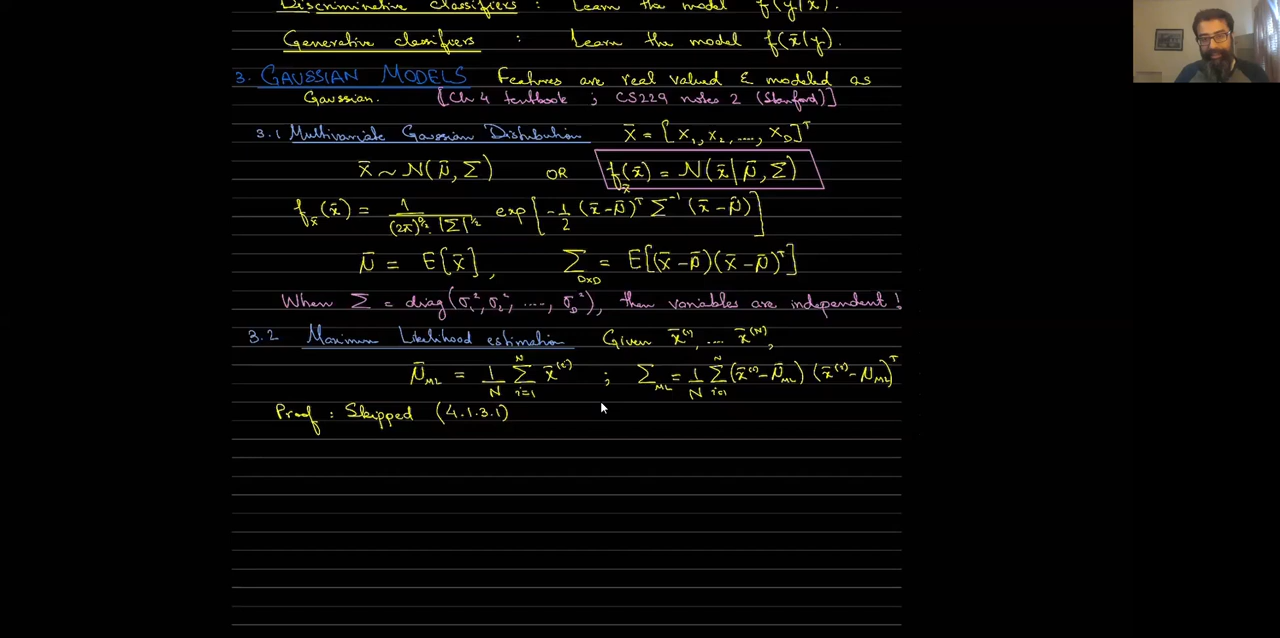 Discriminative classifiers : Learn the model f(y|x̄).
Generative classifiers : Learn the model f(x̄|y).
3. GAUSSIAN MODELS Features are real valued & modeled as
Gaussian. [Ch 4 textbook ; CS229 notes 2 (Stanford)]
3.1 Multivariate Gaussian Distribution X̄ = [X₁, X₂, ...., X_D]ᵀ
X̄ ~ N(μ̄, Σ) OR f_X̄(x̄) = N(x̄|μ̄, Σ)
f_X̄(x̄) = 1/((2π)^{D/2} · |Σ|^{1/2}) exp[-1/2 (x̄-μ̄)ᵀ Σ⁻¹ (x̄-μ̄)]
μ̄ = E[X̄], Σ_{D×D} = E[(X̄-μ̄)(X̄-μ̄)ᵀ]
When Σ = diag(σ₁², σ₂², ...., σ_D²), then variables are independent!
3.2 Maximum Likelihood estimation Given x̄⁽¹⁾, .... x̄⁽ᴺ⁾,
μ̄_ML = 1/N Σ_{i=1}^{N} x̄⁽ⁱ⁾ ; Σ_ML = 1/N Σ_{i=1}^{N} (x̄⁽ⁱ⁾-μ̄_ML) (x̄⁽ⁱ⁾-μ_ML)ᵀ
Proof : Skipped (4.1.3.1)